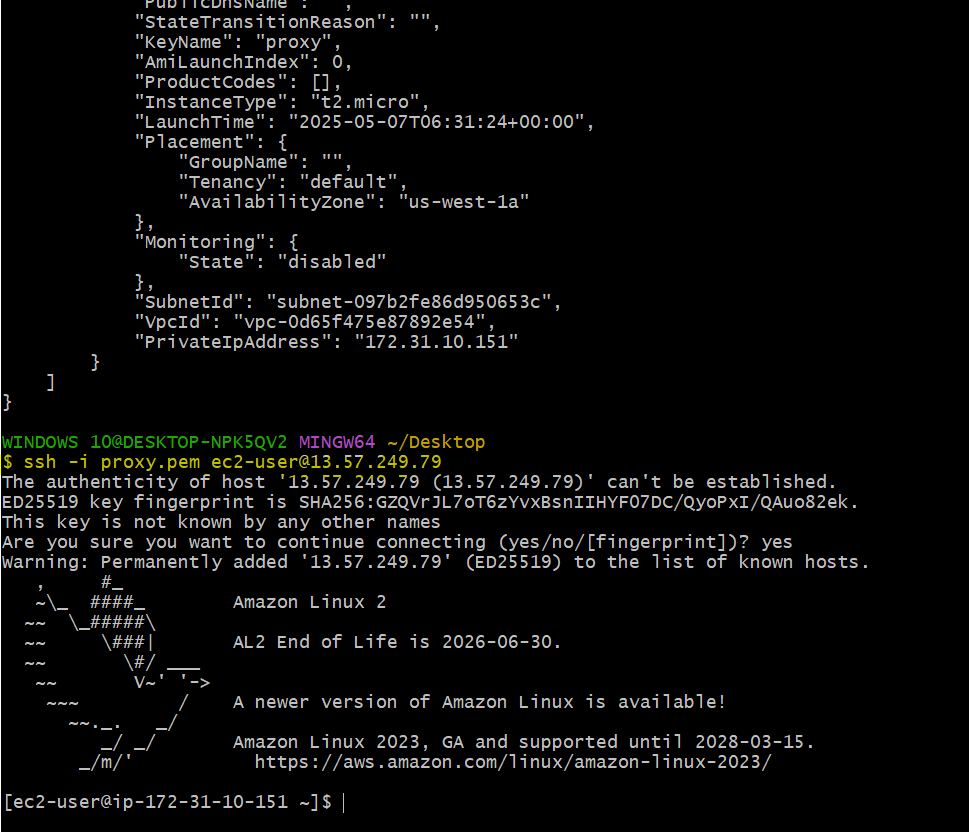 "PublicDnsName": "",
"StateTransitionReason": "",
"KeyName": "proxy",
"AmiLaunchIndex": 0,
"ProductCodes": [],
"InstanceType": "t2.micro",
"LaunchTime": "2025-05-07T06:31:24+00:00",
"Placement": {
"GroupName": "",
"Tenancy": "default",
"AvailabilityZone": "us-west-1a"
},
"Monitoring": {
"State": "disabled"
},
"SubnetId": "subnet-097b2fe86d950653c",
"VpcId": "vpc-0d65f475e87892e54",
"PrivateIpAddress": "172.31.10.151"
}
]
}
WINDOWS 10@DESKTOP-NPK5QV2 MINGW64 ~/Desktop
$ ssh -i proxy.pem ec2-user@13.57.249.79
The authenticity of host '13.57.249.79 (13.57.249.79)' can't be established.
ED25519 key fingerprint is SHA256:GZQVrJL7oT6zYvxBsnIIHYF07DC/QyoPxI/QAuo82ek.
This key is not known by any other names
Are you sure you want to continue connecting (yes/no/[fingerprint])? yes
Warning: Permanently added '13.57.249.79' (ED25519) to the list of known hosts.
   ,     #_
   ~\_  ####_        Amazon Linux 2
  ~~  \_#####\
  ~~     \###|       AL2 End of Life is 2026-06-30.
  ~~       \#/ ___
   ~~       V~' '->
    ~~~         /    A newer version of Amazon Linux is available!
      ~~._.   _/
         _/ _/       Amazon Linux 2023, GA and supported until 2028-03-15.
       _/m/'           https://aws.amazon.com/linux/amazon-linux-2023/
[ec2-user@ip-172-31-10-151 ~]$